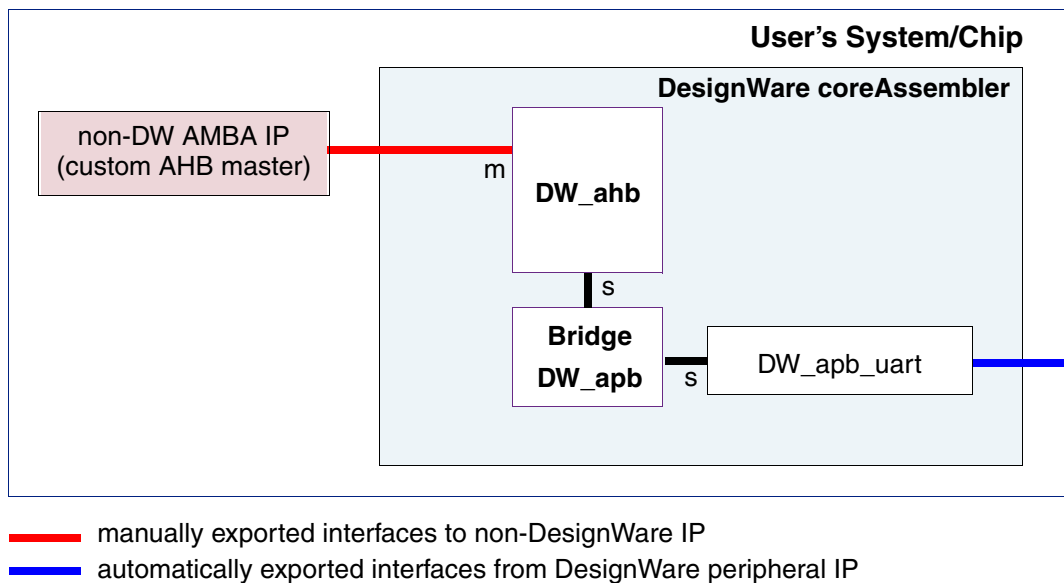 User's System/Chip
DesignWare coreAssembler
non-DW AMBA IP
(custom AHB master)
m
DW_ahb
s
Bridge
DW_apb
s
DW_apb_uart
manually exported interfaces to non-DesignWare IP
automatically exported interfaces from DesignWare peripheral IP